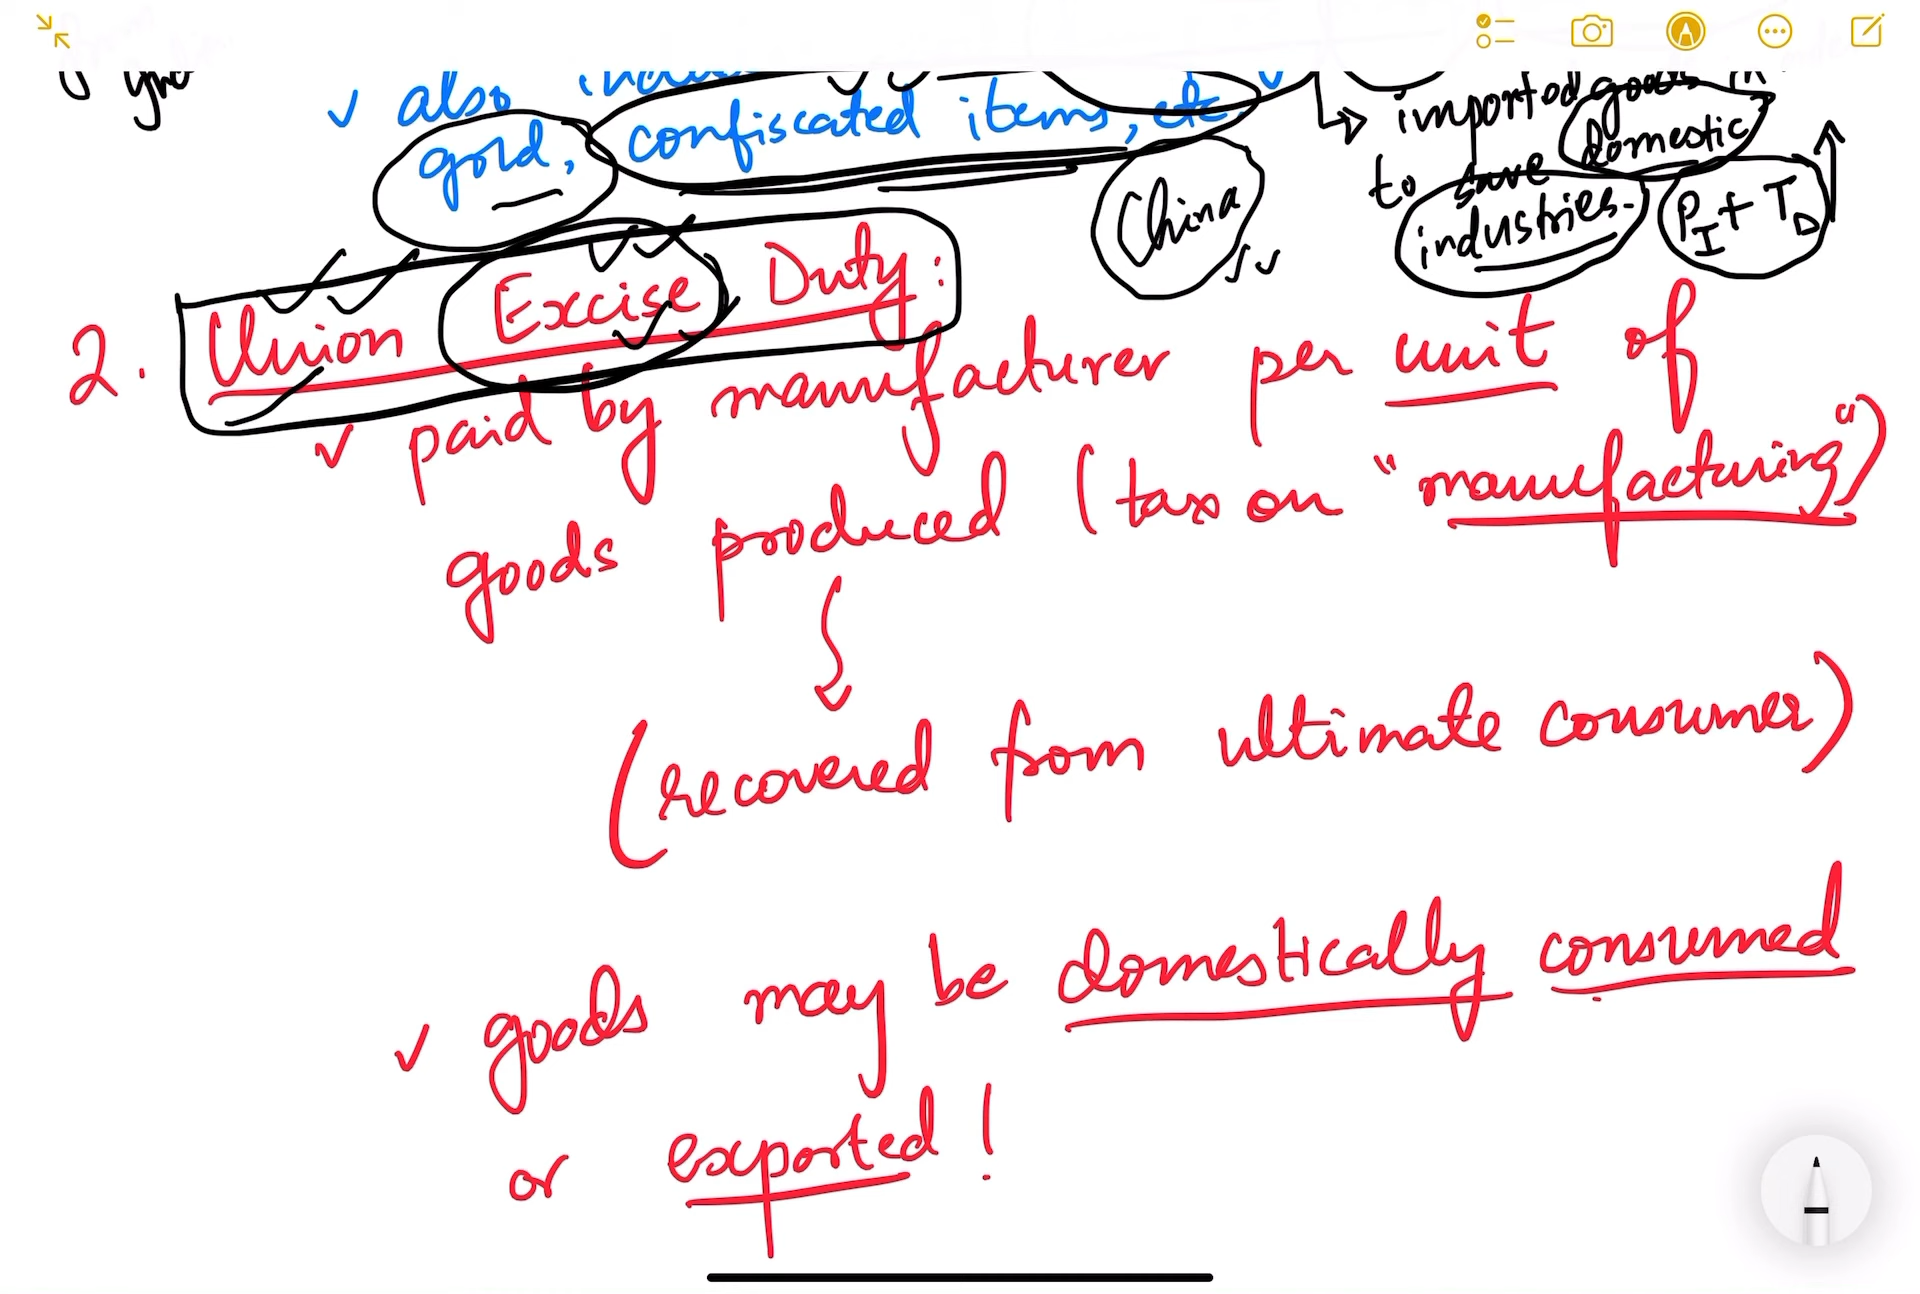 ✓ also
gold, confiscated items, etc.
China
↳ imported goods
to save domestic
industries.
P_I + T_D ↑
2. Union Excise Duty:
✓ paid by manufacturer per unit of
goods produced (tax on "manufacturing")
(recovered from ultimate consumer)
✓ goods may be domestically consumed
or exported!